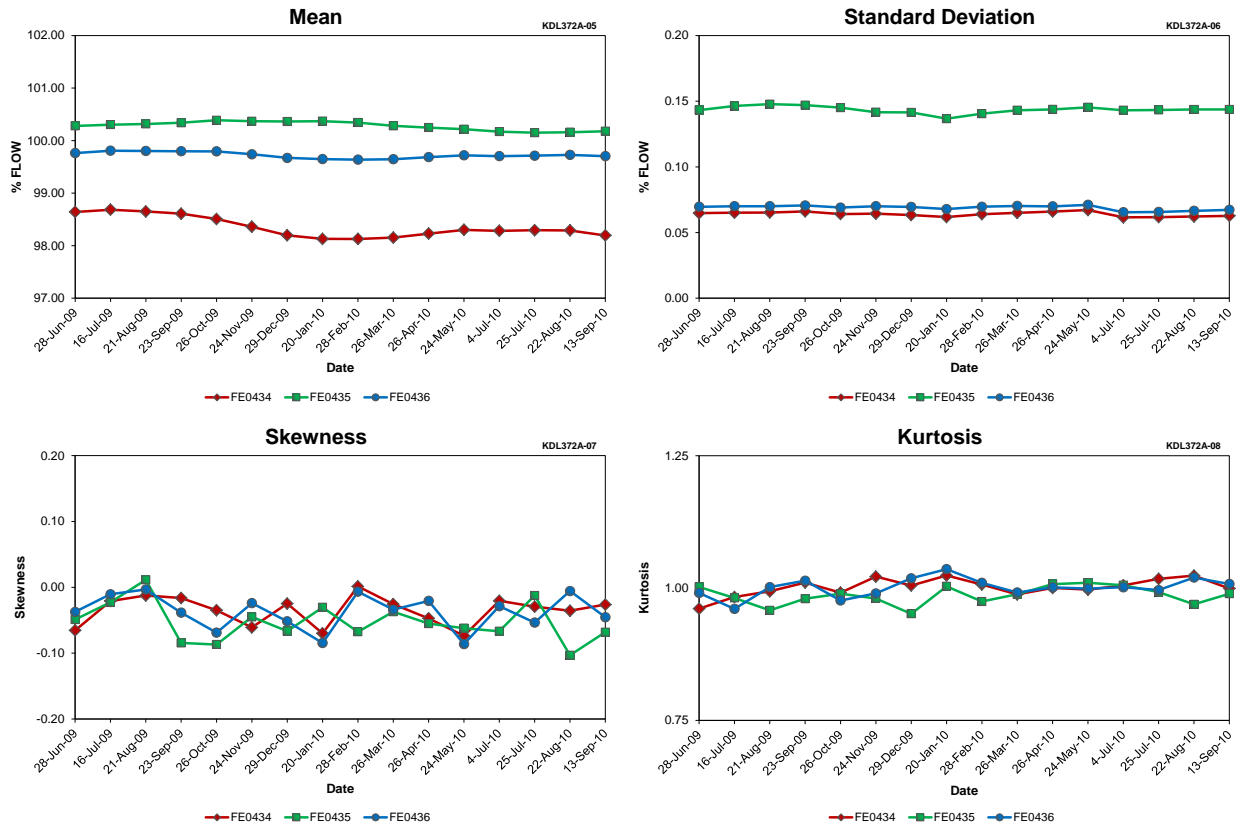 Mean
KDL372A-05
102.00
101.00
100.00
99.00
98.00
97.00
% FLOW
28-Jun-09
16-Jul-09
21-Aug-09
23-Sep-09
26-Oct-09
24-Nov-09
29-Dec-09
20-Jan-10
28-Feb-10
26-Mar-10
26-Apr-10
24-May-10
4-Jul-10
25-Jul-10
22-Aug-10
13-Sep-10
Date
FE0434 FE0435 FE0436
Standard Deviation
KDL372A-06
0.20
0.15
0.10
0.05
0.00
% FLOW
28-Jun-09
16-Jul-09
21-Aug-09
23-Sep-09
26-Oct-09
24-Nov-09
29-Dec-09
20-Jan-10
28-Feb-10
26-Mar-10
26-Apr-10
24-May-10
4-Jul-10
25-Jul-10
22-Aug-10
13-Sep-10
Date
FE0434 FE0435 FE0436
Skewness
KDL372A-07
0.20
0.10
0.00
-0.10
-0.20
Skewness
28-Jun-09
16-Jul-09
21-Aug-09
23-Sep-09
26-Oct-09
24-Nov-09
29-Dec-09
20-Jan-10
28-Feb-10
26-Mar-10
26-Apr-10
24-May-10
4-Jul-10
25-Jul-10
22-Aug-10
13-Sep-10
Date
FE0434 FE0435 FE0436
Kurtosis
KDL372A-08
1.25
1.00
0.75
Kurtosis
28-Jun-09
16-Jul-09
21-Aug-09
23-Sep-09
26-Oct-09
24-Nov-09
29-Dec-09
20-Jan-10
28-Feb-10
26-Mar-10
26-Apr-10
24-May-10
4-Jul-10
25-Jul-10
22-Aug-10
13-Sep-10
Date
FE0434 FE0435 FE0436